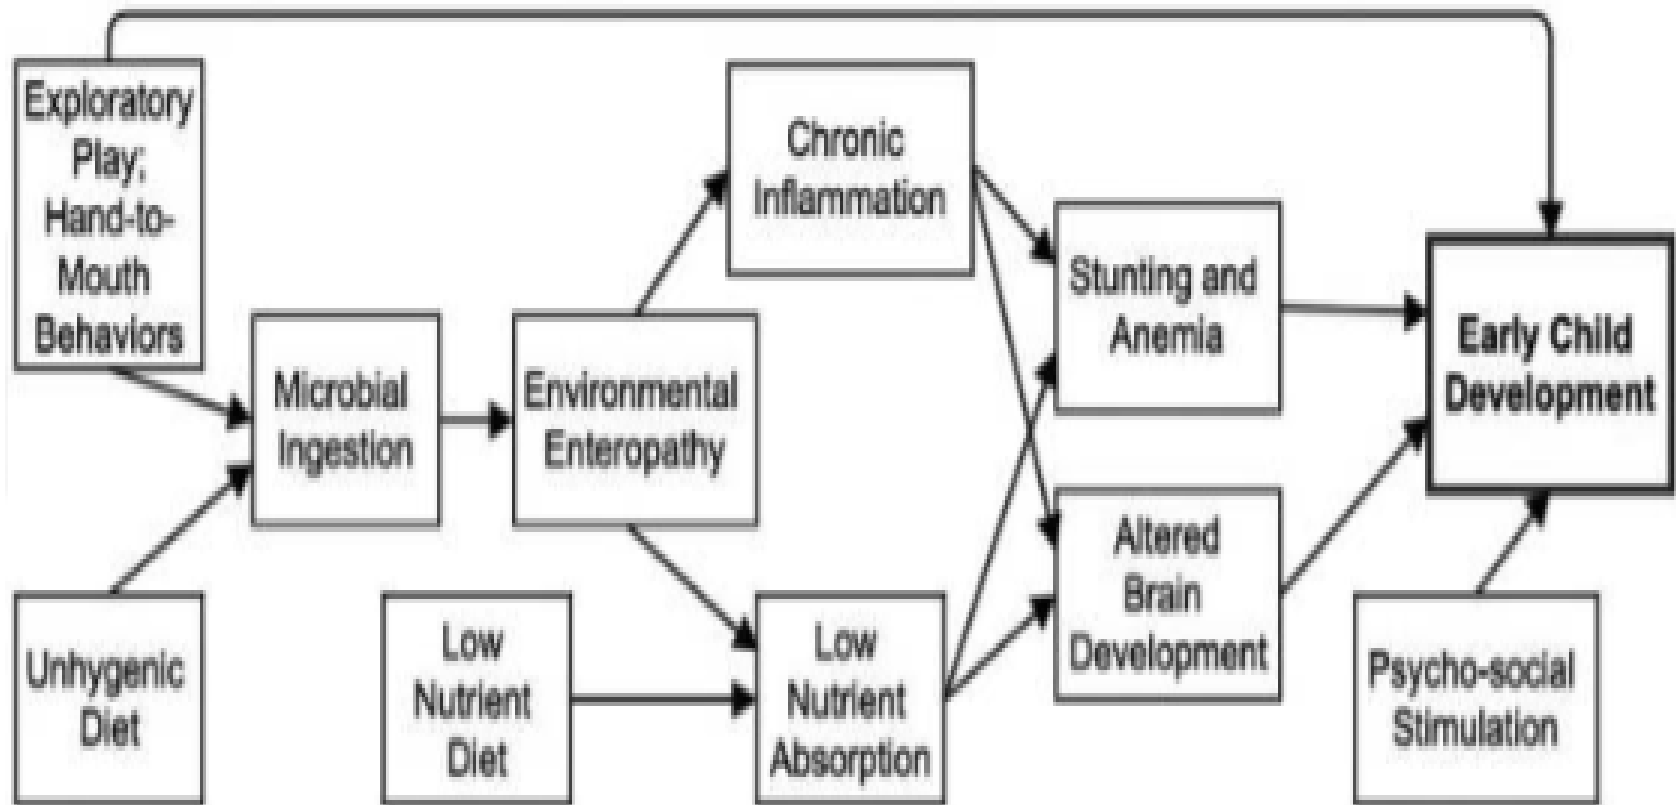 Exploratory
Play;
Hand-to-
Mouth
Behaviors
Microbial
Ingestion
Environmental
Enteropathy
Chronic
Inflammation
Stunting and
Anemia
Early Child
Development
Unhygenic
Diet
Low
Nutrient
Diet
Low
Nutrient
Absorption
Altered
Brain
Development
Psycho-social
Stimulation